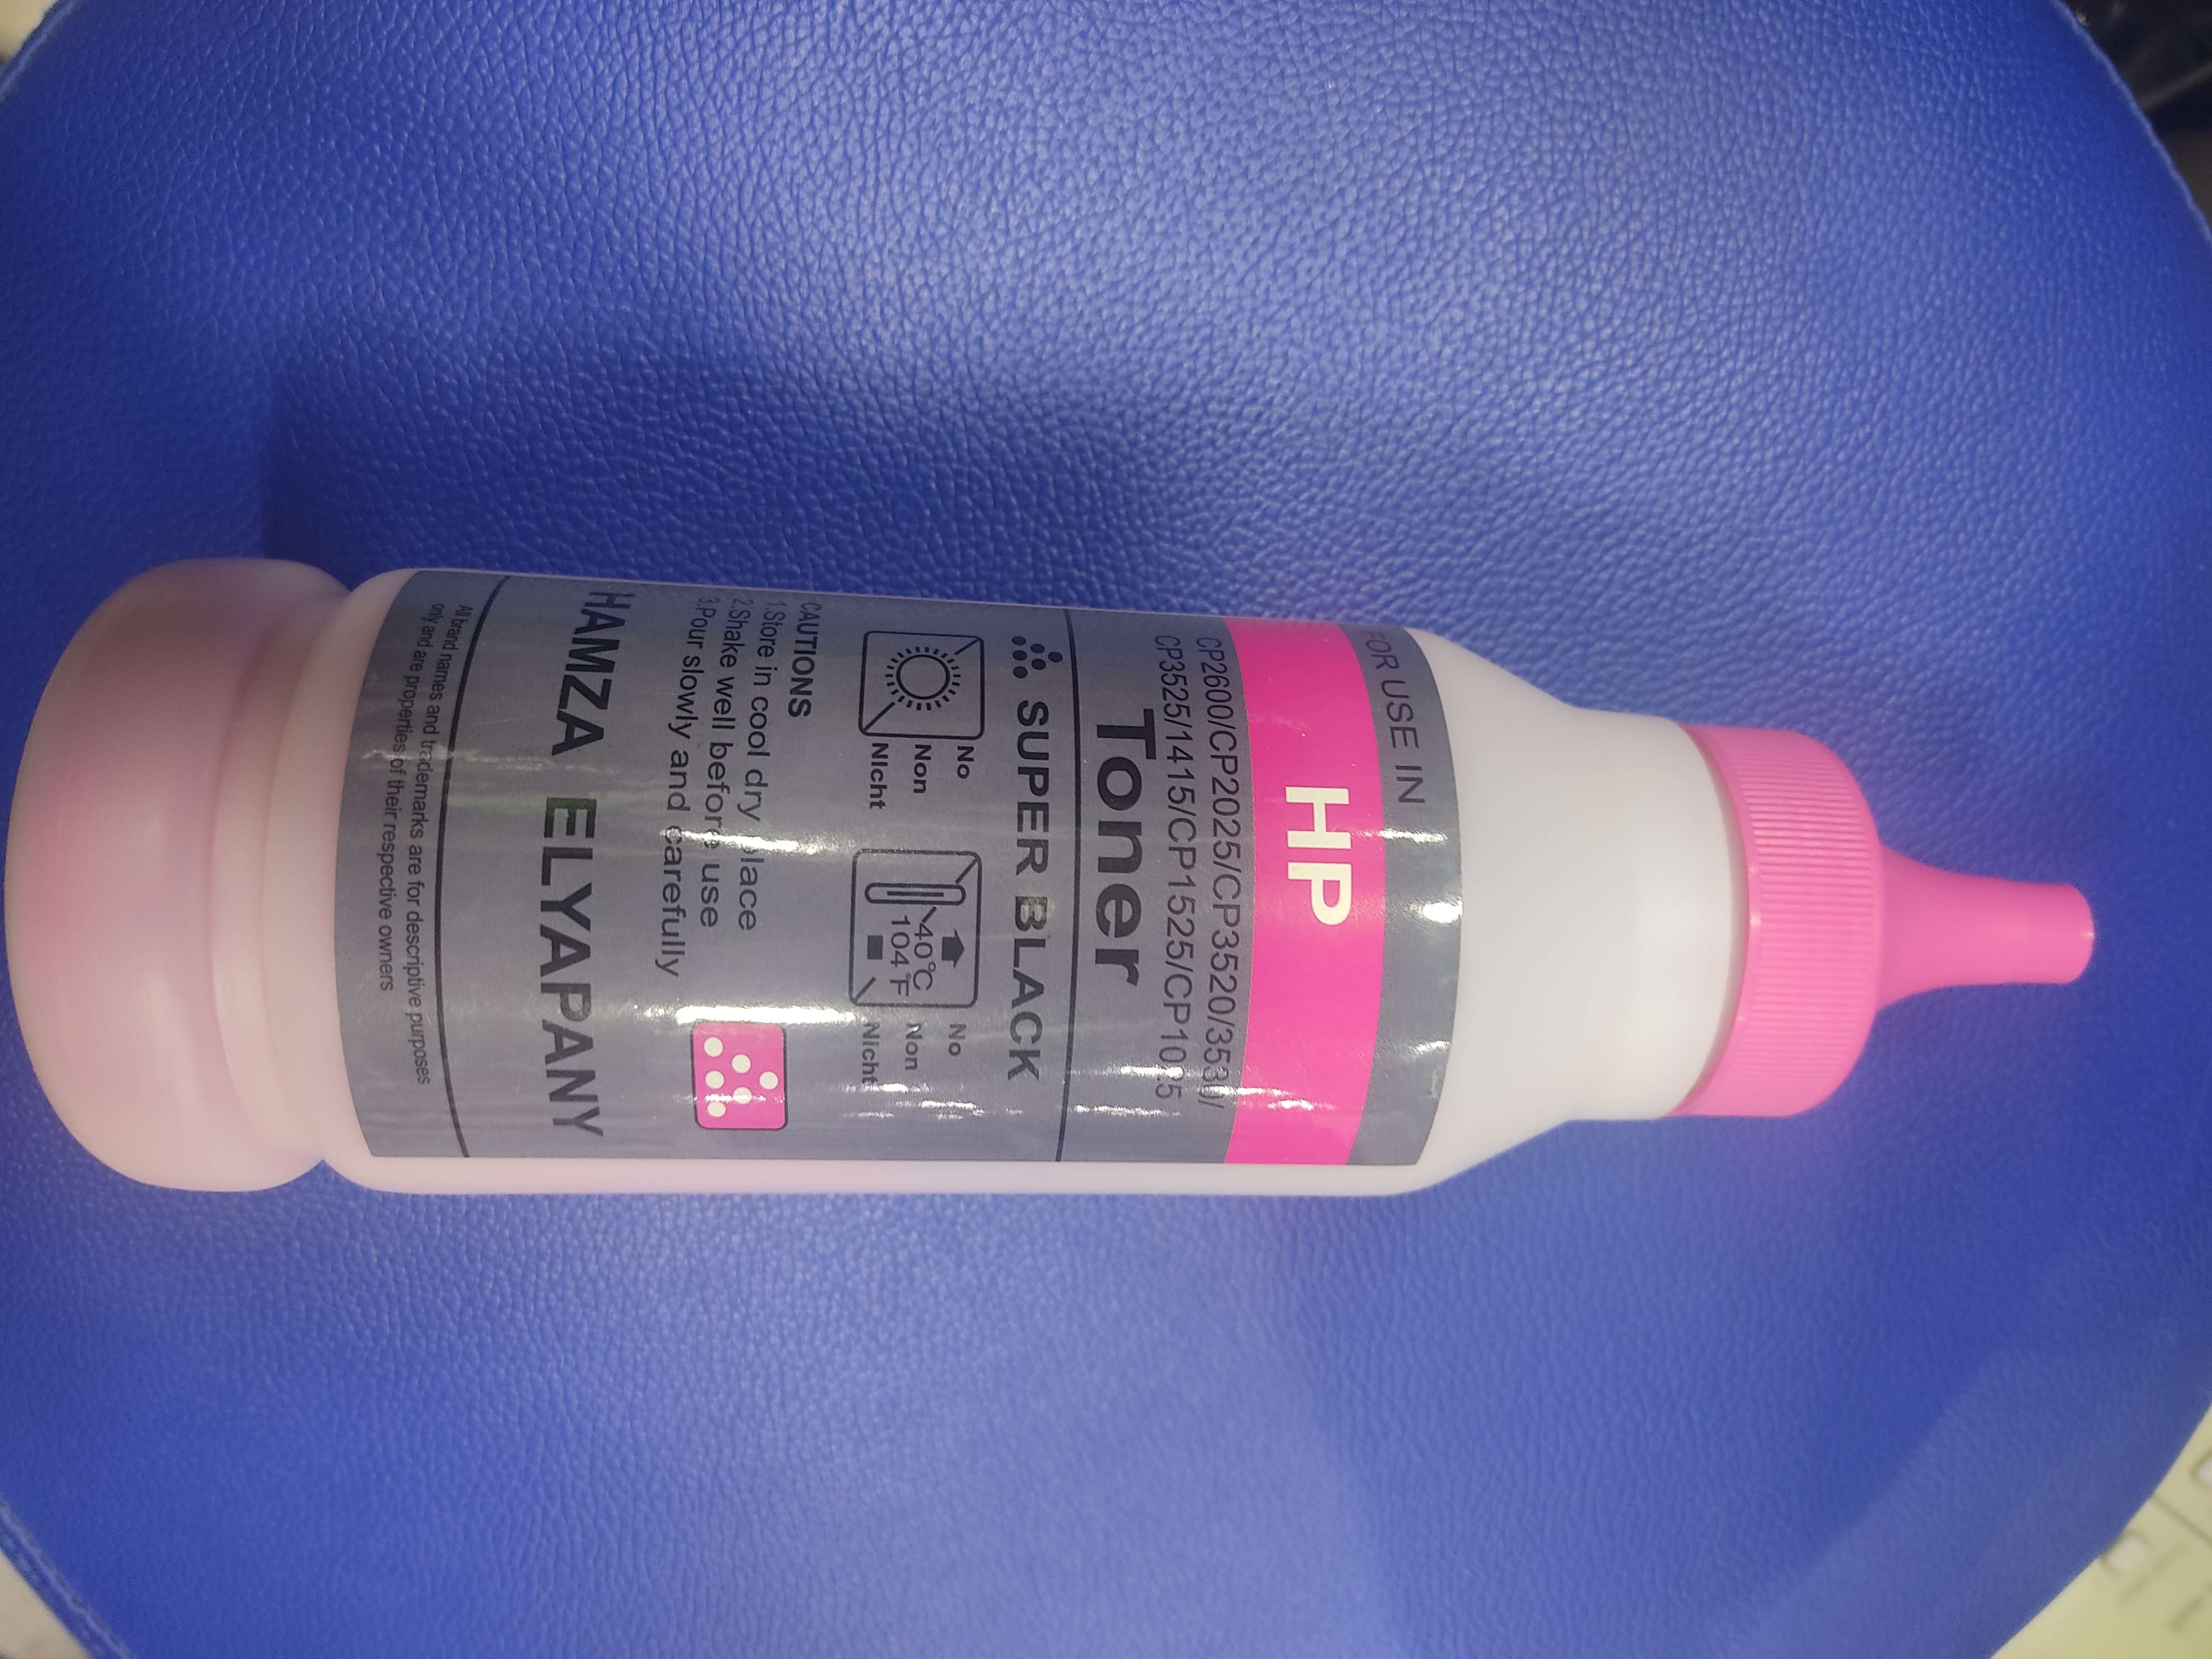 FOR USE IN
HP
CP2600/CP2025/CP3520/3530/
CP3525/1415/CP1525/CP1025
Toner
SUPER BLACK
No
Non
Nicht
40°C
104°F
No
Non
Nicht
CAUTIONS
1.Store in cool dry place
2.Shake well before use
3.Pour slowly and carefully
HAMZA ELYAPANY
All brand names and trademarks are for descriptive purposes
only and are properties of their respective owners